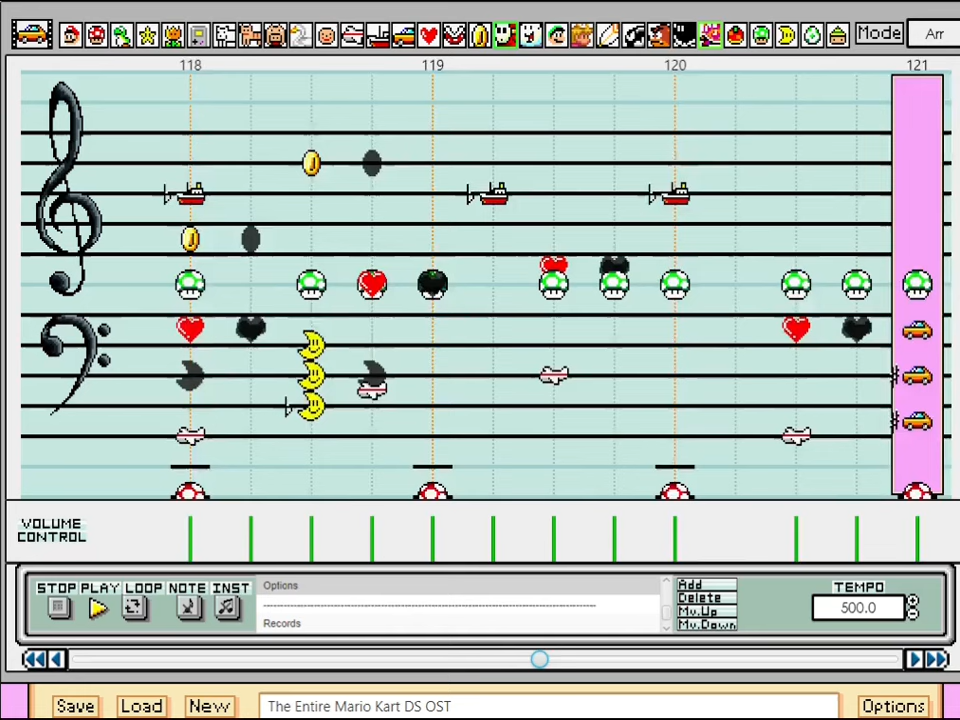 Mode Arr
118 119 120 121
VOLUME
CONTROL
STOP PLAY LOOP NOTE INST
Options
Records
Add
Delete
Mv.Up
Mv.Down
TEMPO
500.0
Save Load New The Entire Mario Kart DS OST Options